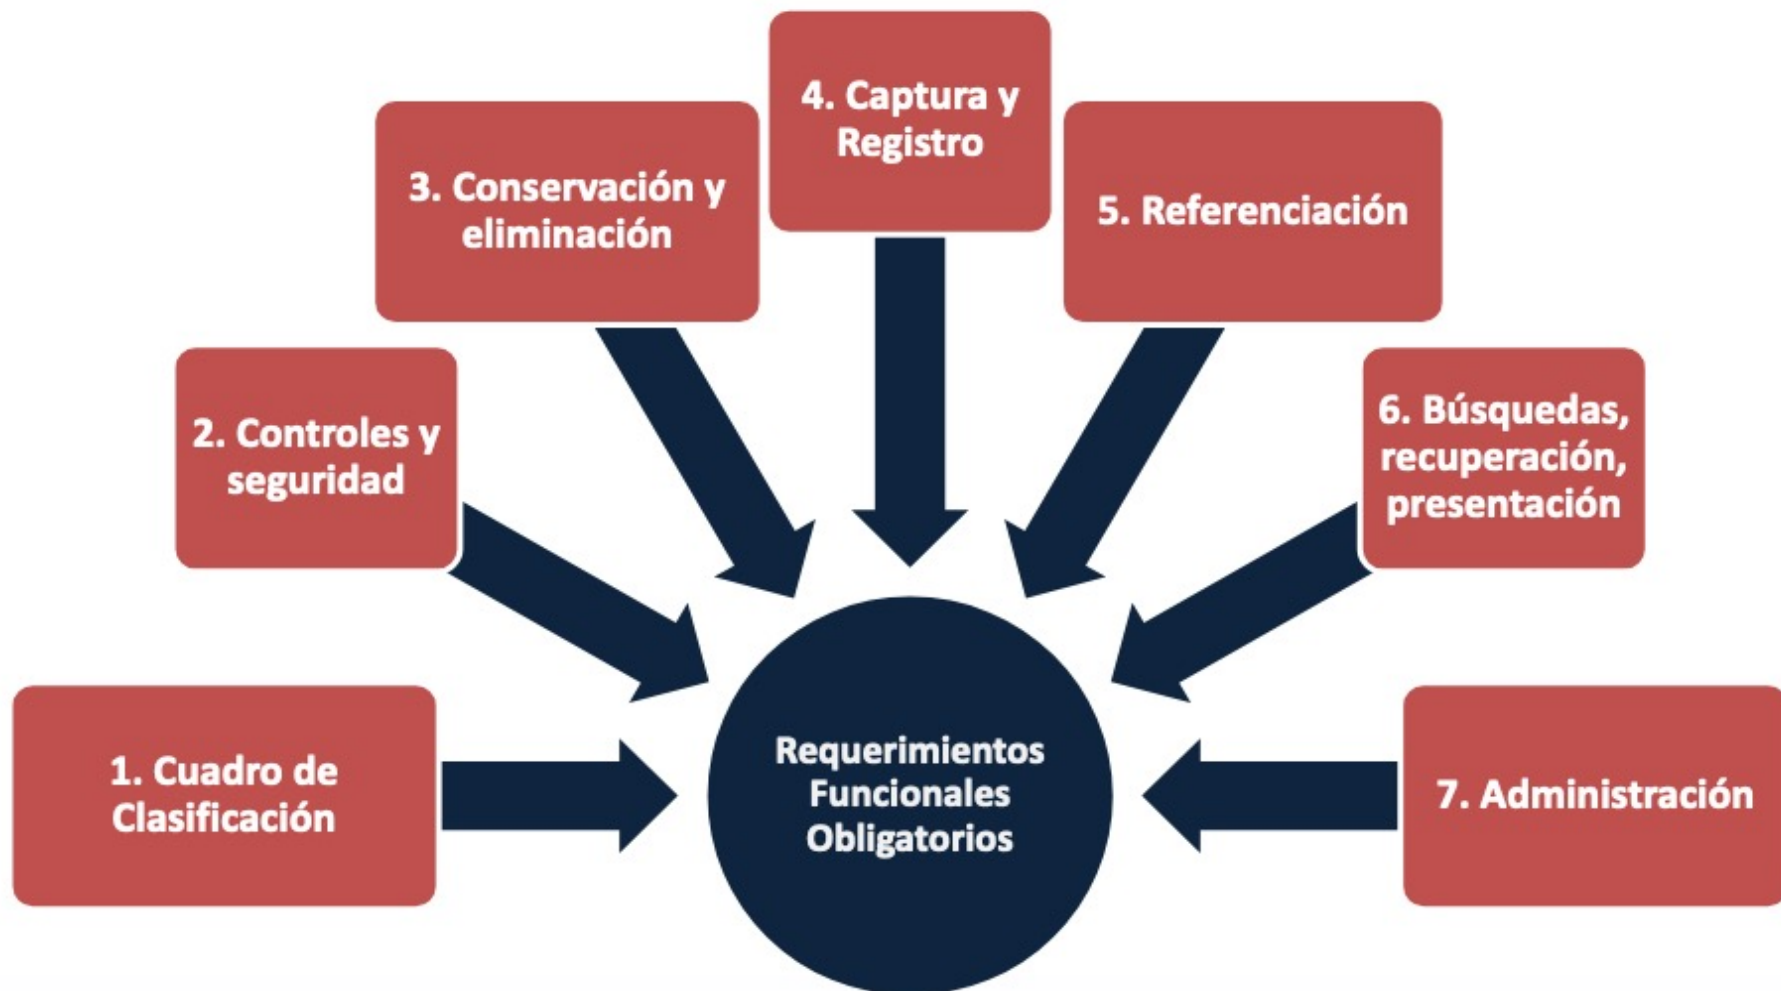 1. Cuadro de
Clasificación
2. Controles y
seguridad
3. Conservación y
eliminación
4. Captura y
Registro
5. Referenciación
6. Búsquedas,
recuperación,
presentación
7. Administración
Requerimientos
Funcionales
Obligatorios